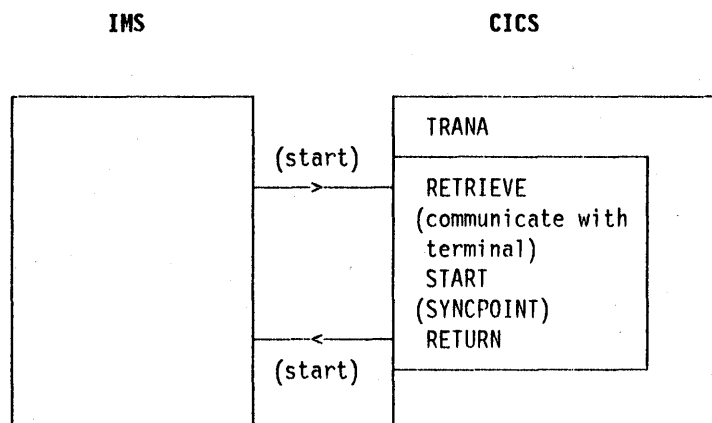 IMS
CICS
TRANA
(start)
RETRIEVE
(communicate with
terminal)
START
(SYNCPOINT)
RETURN
(start)